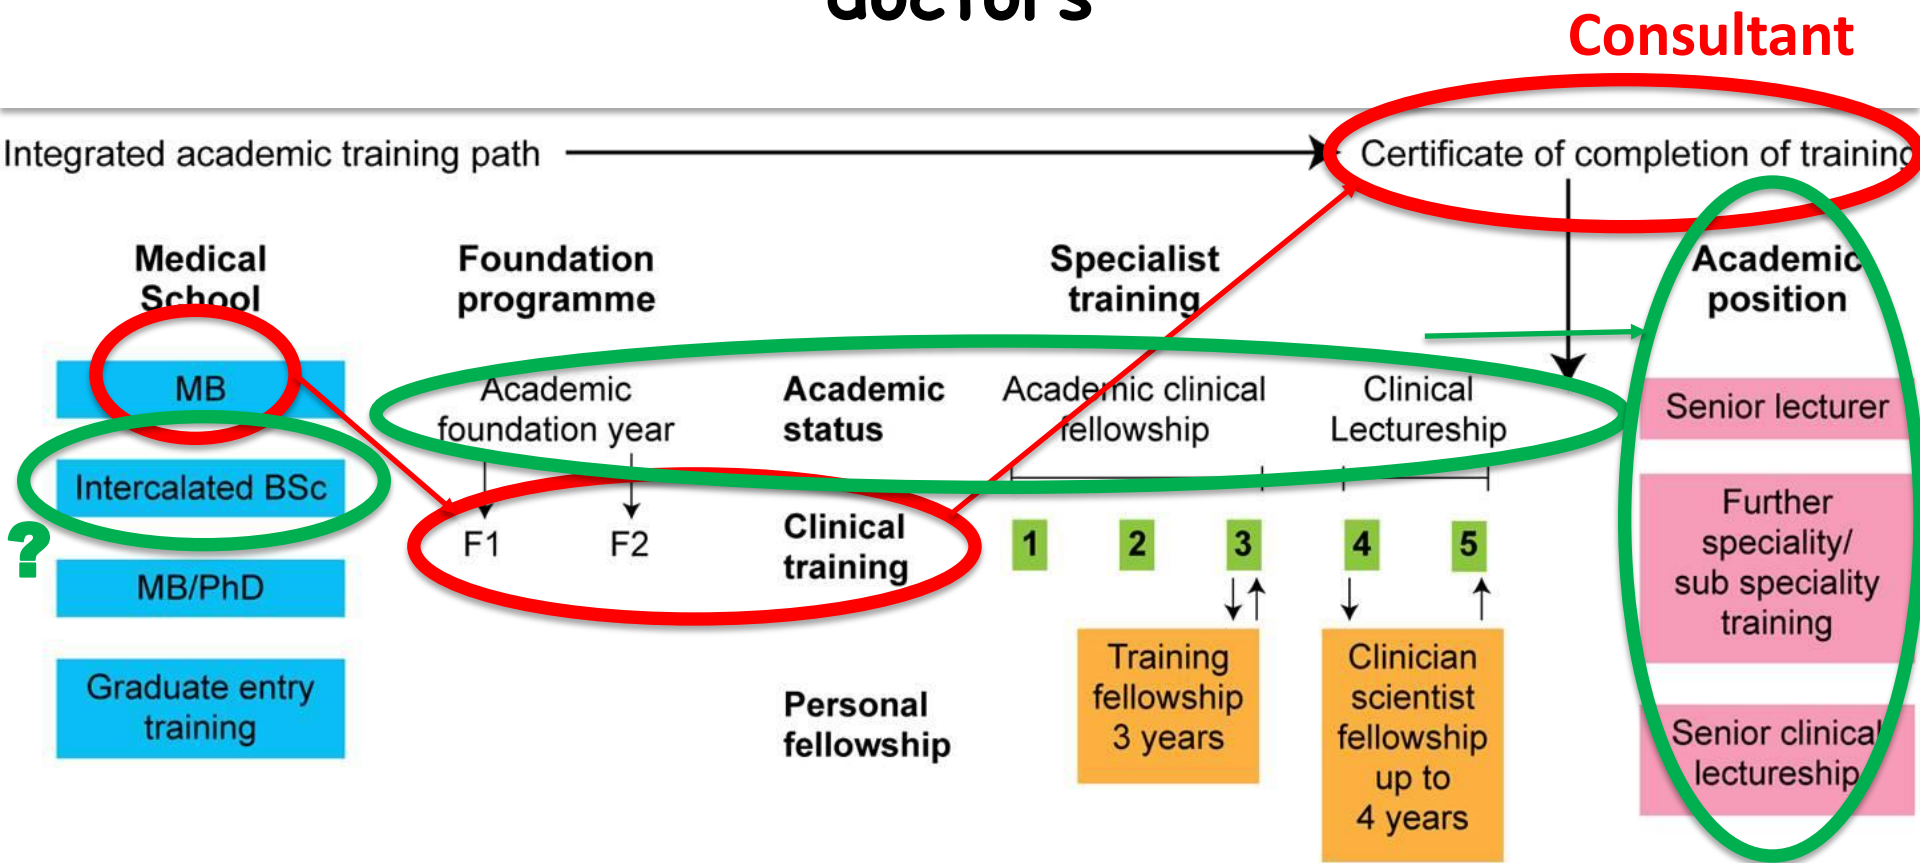 doctors
Consultant
Integrated academic training path
Certificate of completion of training
Medical
School
MB
Intercalated BSc
?
MB/PhD
Graduate entry
training
Foundation
programme
Academic
foundation year
F1
F2
Academic
status
Clinical
training
Personal
fellowship
Specialist
training
Academic clinical
fellowship
Clinical
Lectureship
1
2
3
4
5
Training
fellowship
3 years
Clinician
scientist
fellowship
up to
4 years
Academic
position
Senior lecturer
Further
speciality/
sub speciality
training
Senior clinical
lectureship